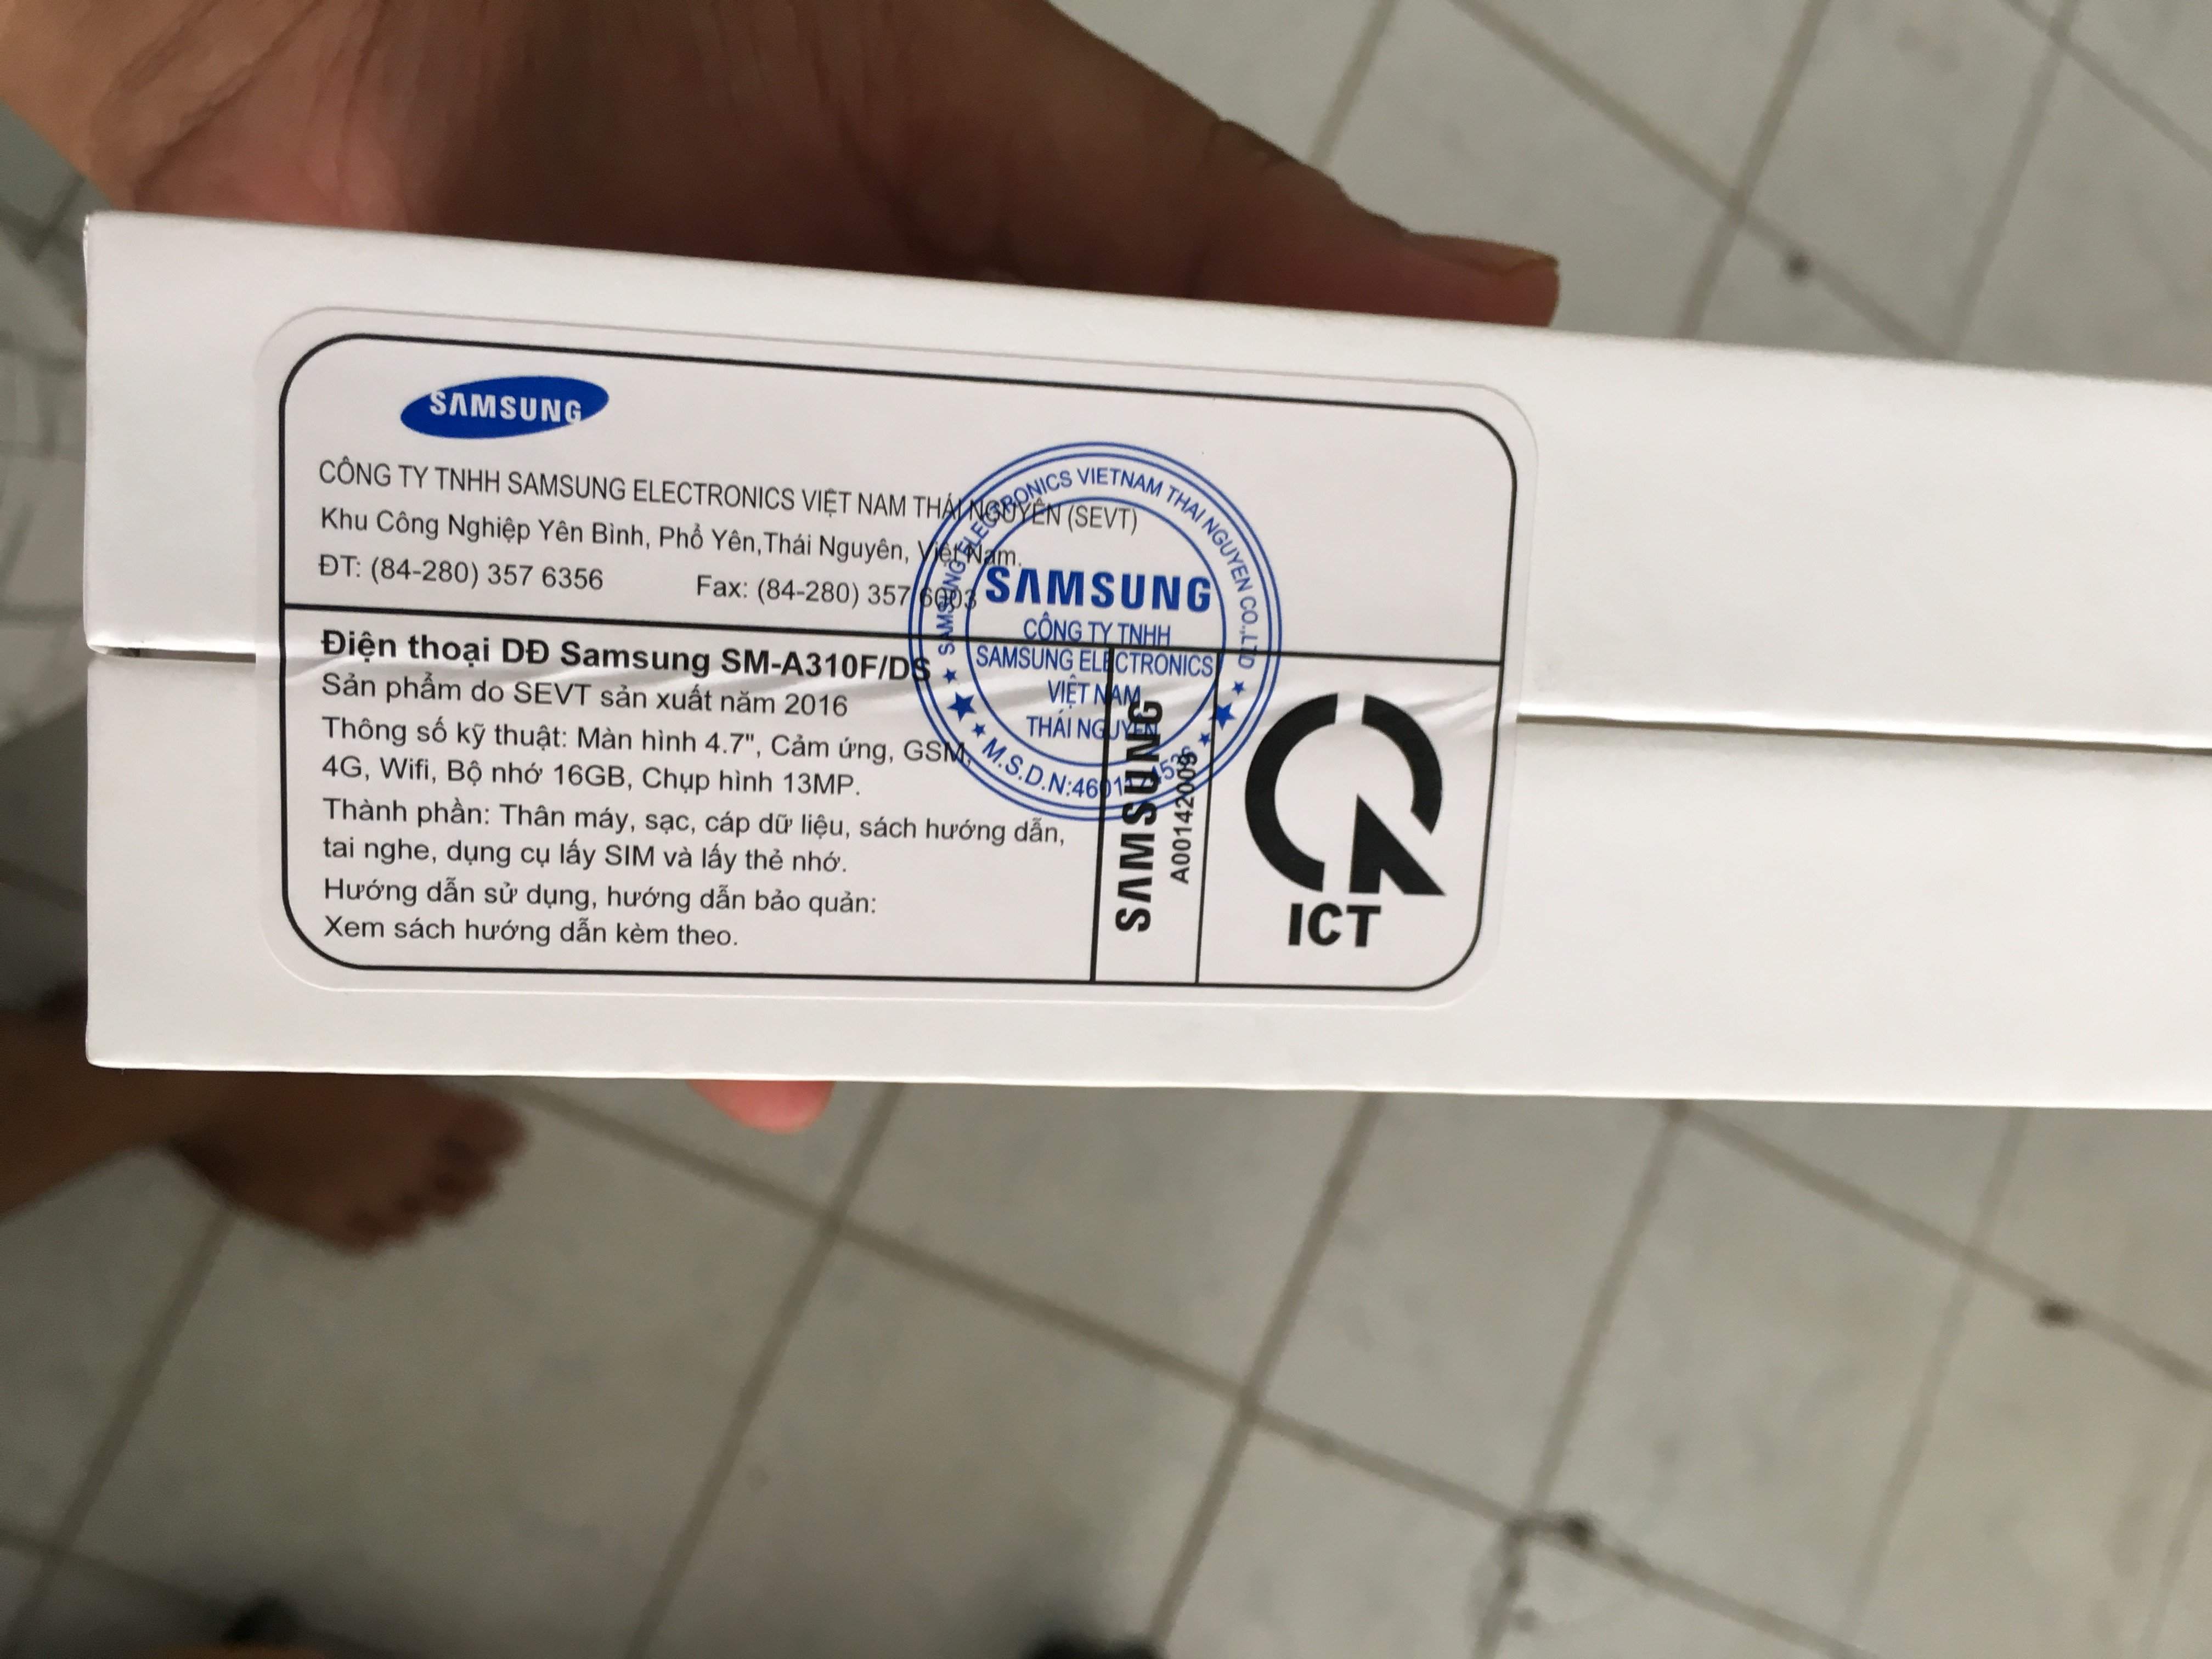 SAMSUNG
CÔNG TY TNHH SAMSUNG ELECTRONICS VIỆT NAM THÁI NGUYÊN (SEVT)
Khu Công Nghiệp Yên Bình, Phổ Yên,Thái Nguyên, Việt Nam.
ĐT: (84-280) 357 6356 Fax: (84-280) 357 6003
SAMSUNG ELECTRONICS VIETNAM THAI NGUYEN CO.,LTD
SAMSUNG
CÔNG TY TNHH
SAMSUNG ELECTRONICS
VIỆT NAM
THÁI NGUYÊN
Điện thoại DĐ Samsung SM-A310F/DS
Sản phẩm do SEVT sản xuất năm 2016
Thông số kỹ thuật: Màn hình 4.7", Cảm ứng, GSM,
4G, Wifi, Bộ nhớ 16GB, Chụp hình 13MP.
Thành phần: Thân máy, sạc, cáp dữ liệu, sách hướng dẫn,
tai nghe, dụng cụ lấy SIM và lấy thẻ nhớ.
Hướng dẫn sử dụng, hướng dẫn bảo quản:
Xem sách hướng dẫn kèm theo.
SAMSUNG
ICT